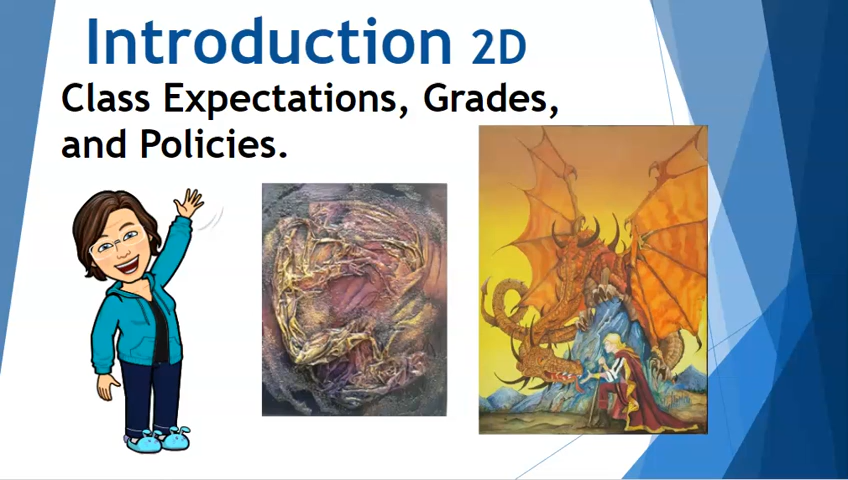 Introduction 2D
Class Expectations, Grades,
and Policies.